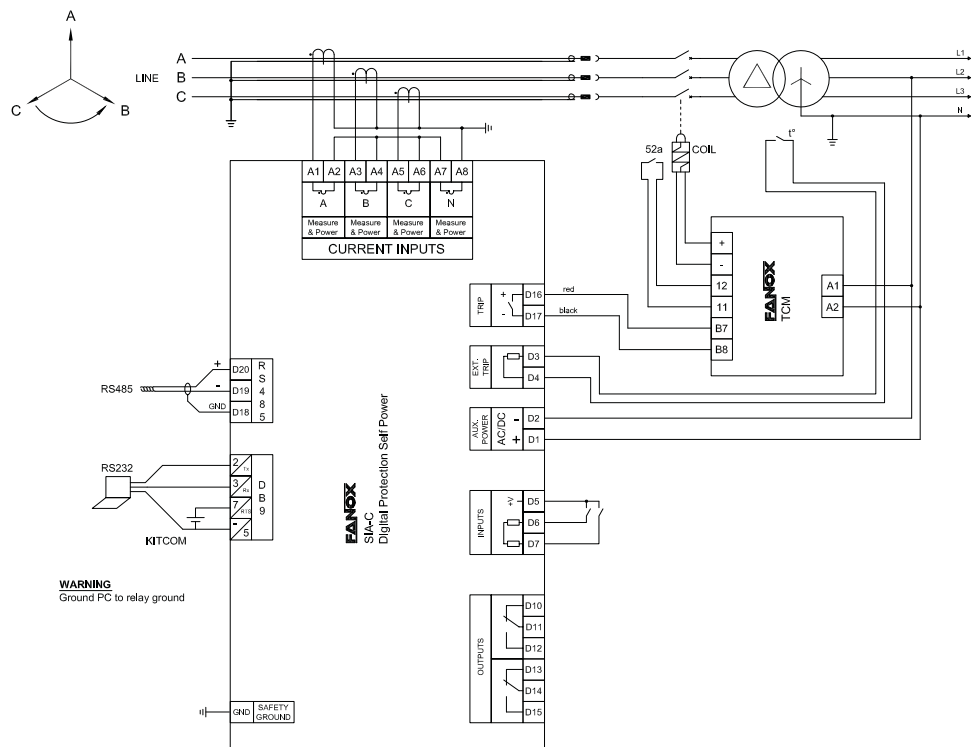 A
C
B
LINE
A
B
C
L1
L2
L3
N
52a
COIL
t°
A1 A2 A3 A4 A5 A6 A7 A8
A B C N
Measure & Power
Measure & Power
Measure & Power
Measure & Power
CURRENT INPUTS
+
-
12
11
B7
B8
FANOX
TCM
A1
A2
TRIP
+
-
D16
D17
red
black
EXT. TRIP
D3
D4
AUX. POWER
AC/DC
-
+
D2
D1
RS485
+
-
GND
D20
D19
D18
RS485
RS232
2 Tx
3 Rx
7 RTS
- 5
DB9
KITCOM
FANOX
SIA-C
Digital Protection Self Power
INPUTS
+V
D5
D6
D7
WARNING
Ground PC to relay ground
OUTPUTS
D10
D11
D12
D13
D14
D15
GND
SAFETY
GROUND